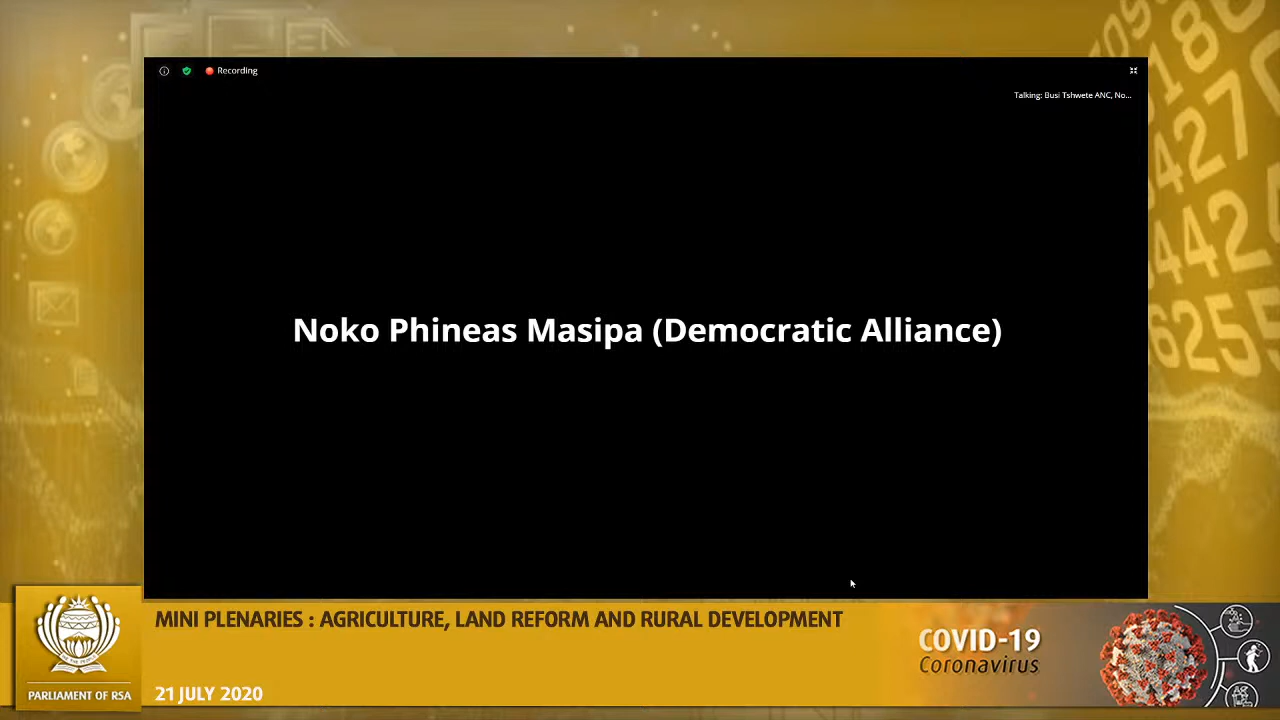 Recording
Talking: Busi Tshwete ANC, No...
Noko Phineas Masipa (Democratic Alliance)
MINI PLENARIES : AGRICULTURE, LAND REFORM AND RURAL DEVELOPMENT
21 JULY 2020
PARLIAMENT OF RSA
COVID-19
Coronavirus